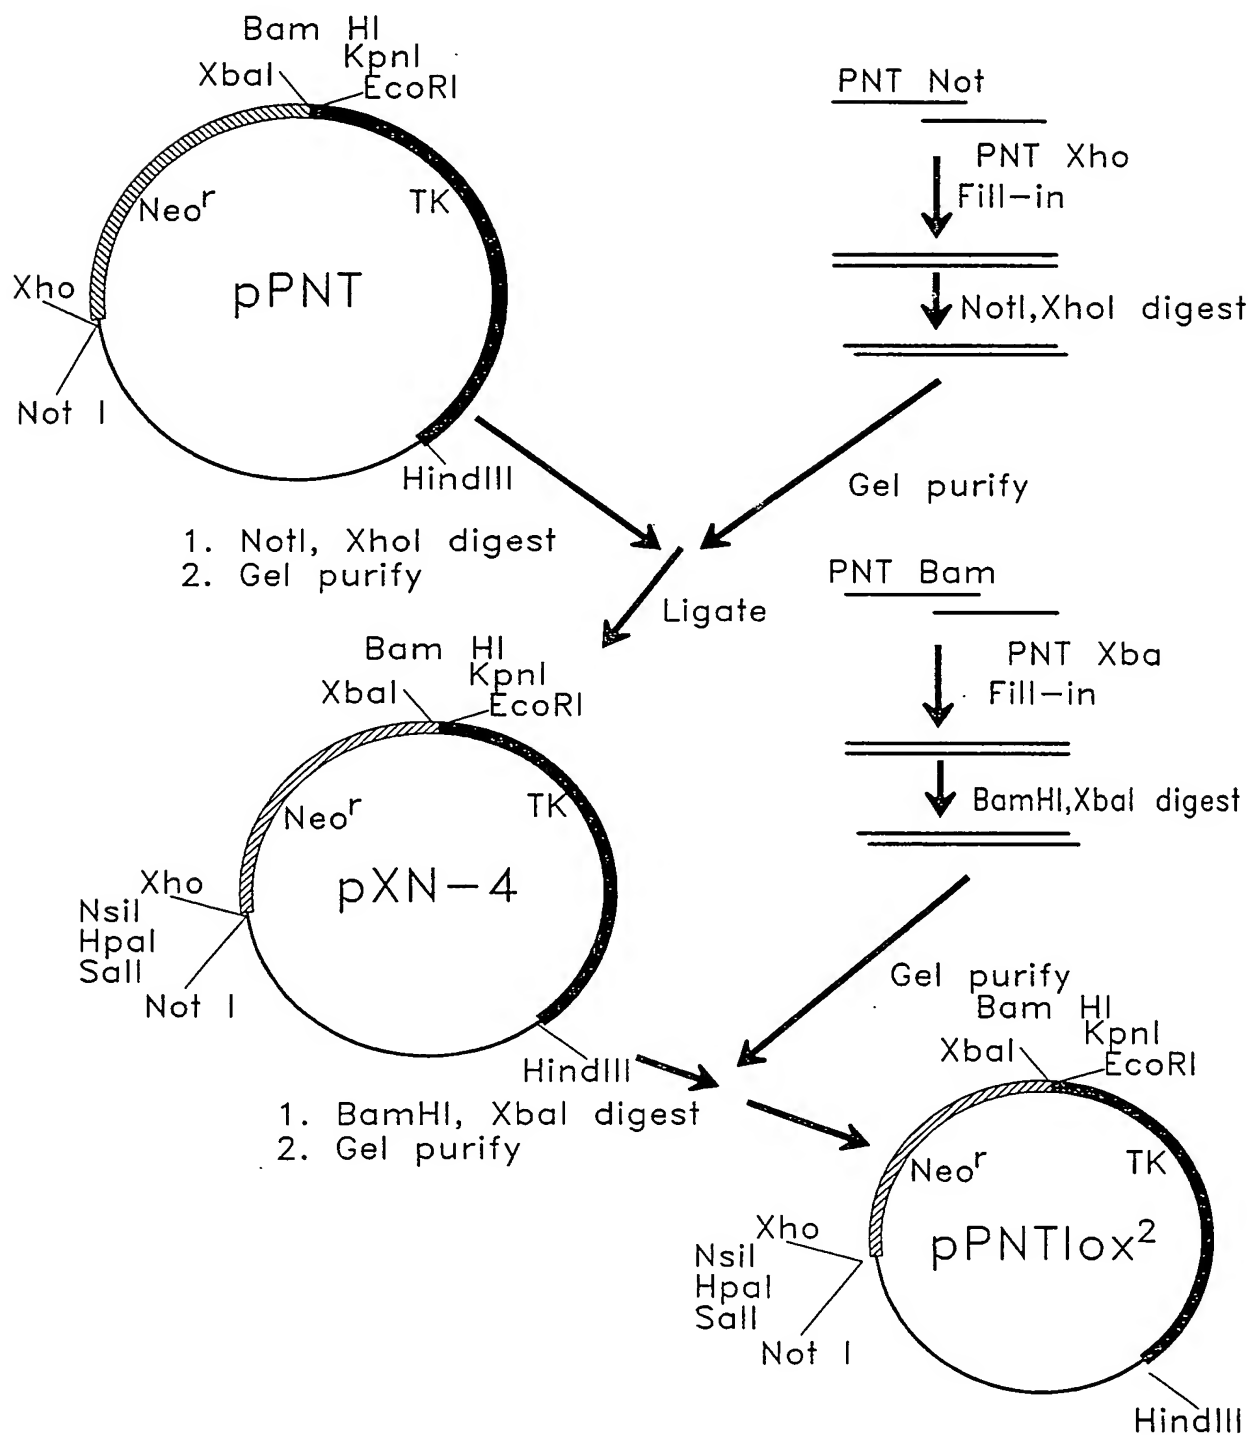 Bam HI
KpnI
XbaI
EcoRI
Neo^r
TK
pPNT
Xho
Not I
HindIII
1. NotI, XhoI digest
2. Gel purify
PNT Not
PNT Xho
Fill-in
NotI,XhoI digest
Gel purify
Ligate
PNT Bam
PNT Xba
Fill-in
BamHI,XbaI digest
Gel purify
Bam HI
KpnI
XbaI
EcoRI
Neo^r
TK
pXN-4
Xho
NsiI
HpaI
SalI
Not I
HindIII
1. BamHI, XbaI digest
2. Gel purify
Bam HI
KpnI
XbaI
EcoRI
Neo^r
TK
pPNTlox²
Xho
NsiI
HpaI
SalI
Not I
HindIII